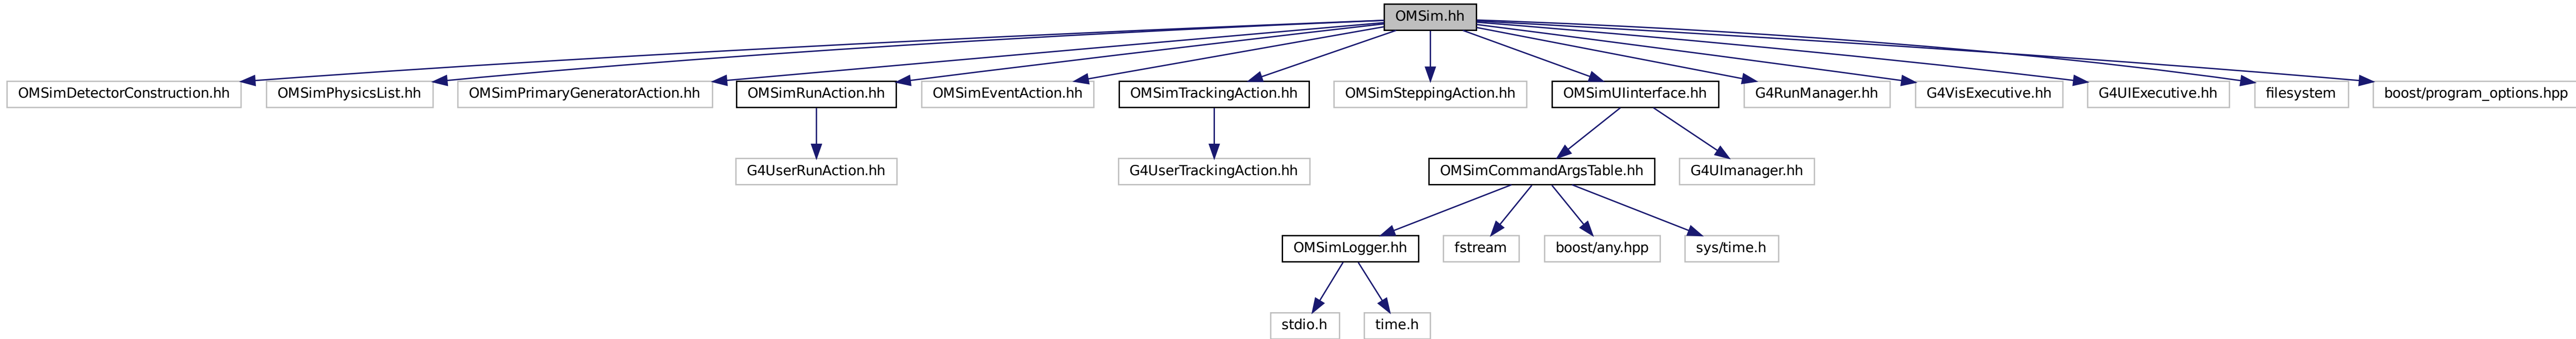 OMSim.hh
OMSimDetectorConstruction.hh
OMSimPhysicsList.hh
OMSimPrimaryGeneratorAction.hh
OMSimRunAction.hh
OMSimEventAction.hh
OMSimTrackingAction.hh
OMSimSteppingAction.hh
OMSimUIinterface.hh
G4RunManager.hh
G4VisExecutive.hh
G4UIExecutive.hh
filesystem
boost/program_options.hpp
G4UserRunAction.hh
G4UserTrackingAction.hh
OMSimCommandArgsTable.hh
G4UImanager.hh
OMSimLogger.hh
fstream
boost/any.hpp
sys/time.h
stdio.h
time.h